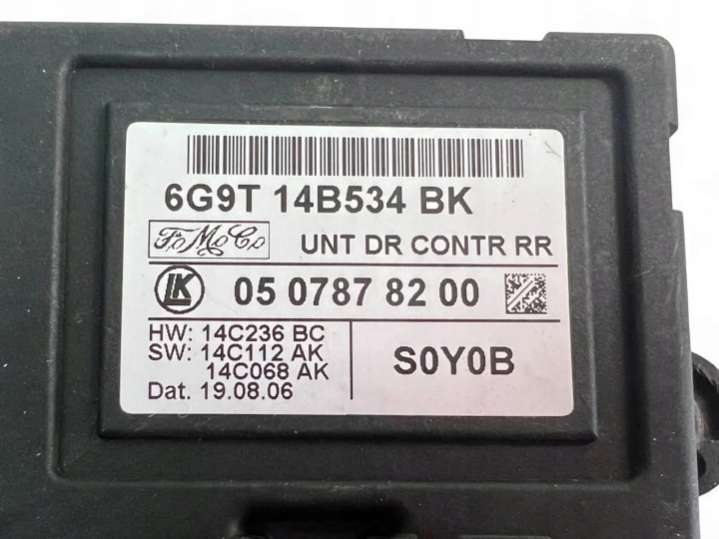 6G9T 14B534 BK
FoMoCo UNT DR CONTR RR
LK 05 0787 82 00
HW: 14C236 BC
SW: 14C112 AK
14C068 AK
Dat. 19.08.06
S0Y0B